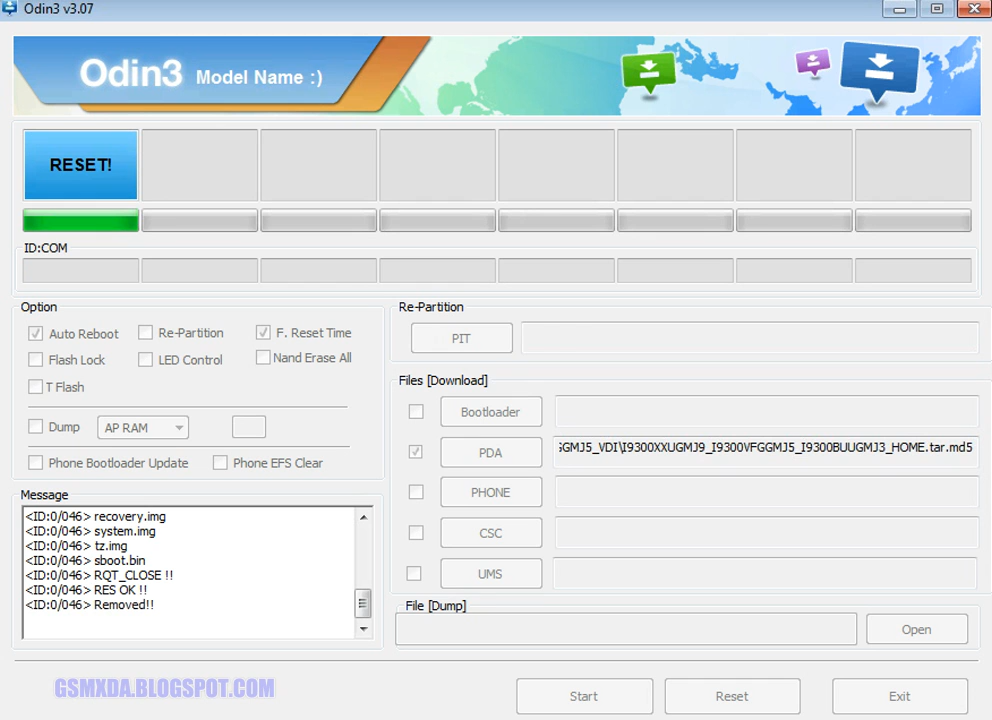 Odin3 v3.07
Odin3 Model Name :)
RESET!
ID:COM
Option
Auto Reboot
Re-Partition
F. Reset Time
Flash Lock
LED Control
Nand Erase All
T Flash
Dump
AP RAM
Phone Bootloader Update
Phone EFS Clear
Message
<ID:0/046> recovery.img
<ID:0/046> system.img
<ID:0/046> tz.img
<ID:0/046> sboot.bin
<ID:0/046> RQT_CLOSE !!
<ID:0/046> RES OK !!
<ID:0/046> Removed!!
Re-Partition
PIT
Files [Download]
Bootloader
PDA
GGMJ5_VDI\I9300XXUGMJ9_I9300VFGGMJ5_I9300BUUGMJ3_HOME.tar.md5
PHONE
CSC
UMS
File [Dump]
Open
GSMXDA.BLOGSPOT.COM
Start
Reset
Exit